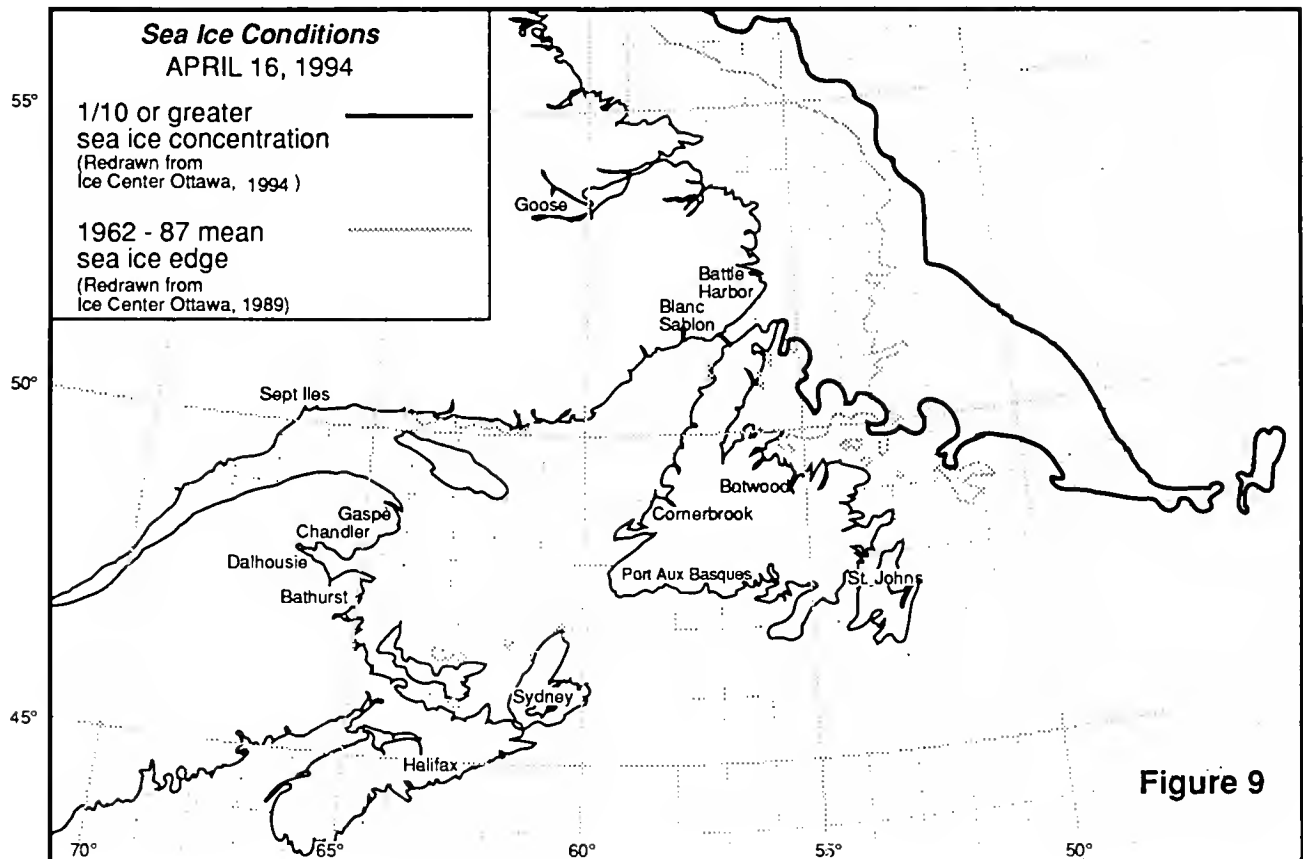 Sea Ice Conditions
APRIL 16, 1994
1/10 or greater
sea ice concentration
(Redrawn from
Ice Center Ottawa, 1994 )
1962 - 87 mean
sea ice edge
(Redrawn from
Ice Center Ottawa, 1989)
55°
Goose
Battle
Harbor
Blanc
Sablon
50°
Sept Iles
Botwood
Gaspè
Cornerbrook
Chandler
Dalhousie
Port Aux Basques
St. Johns
Bathurst
Sydney
45°
Halifax
Figure 9
70°
65°
60°
55°
50°